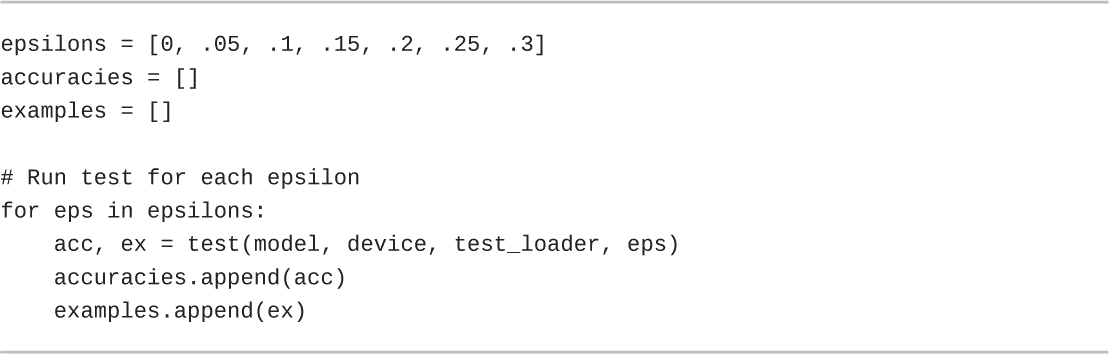 epsilons = [0, .05, .1, .15, .2, .25, .3]
accuracies = []
examples = []

# Run test for each epsilon
for eps in epsilons:
    acc, ex = test(model, device, test_loader, eps)
    accuracies.append(acc)
    examples.append(ex)